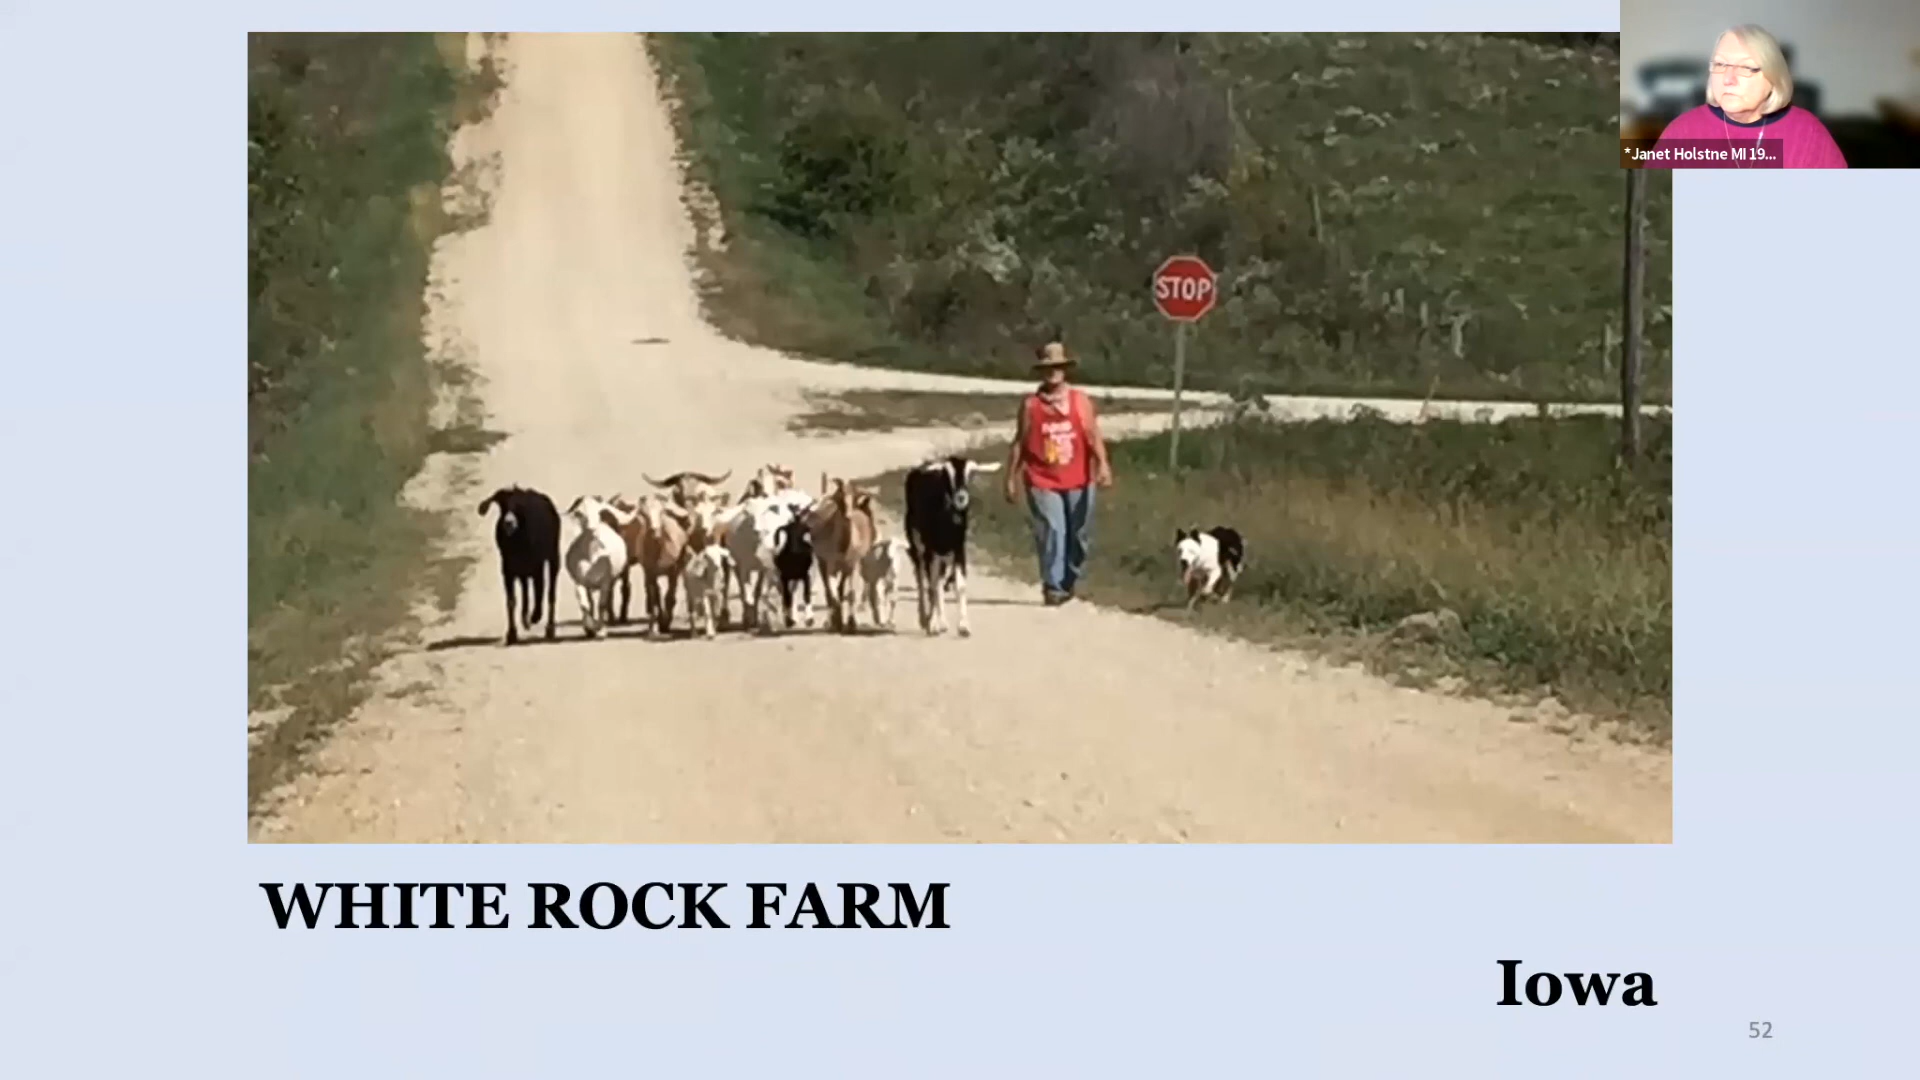 *Janet Holstne MI 19...
STOP
WHITE ROCK FARM
Iowa
52